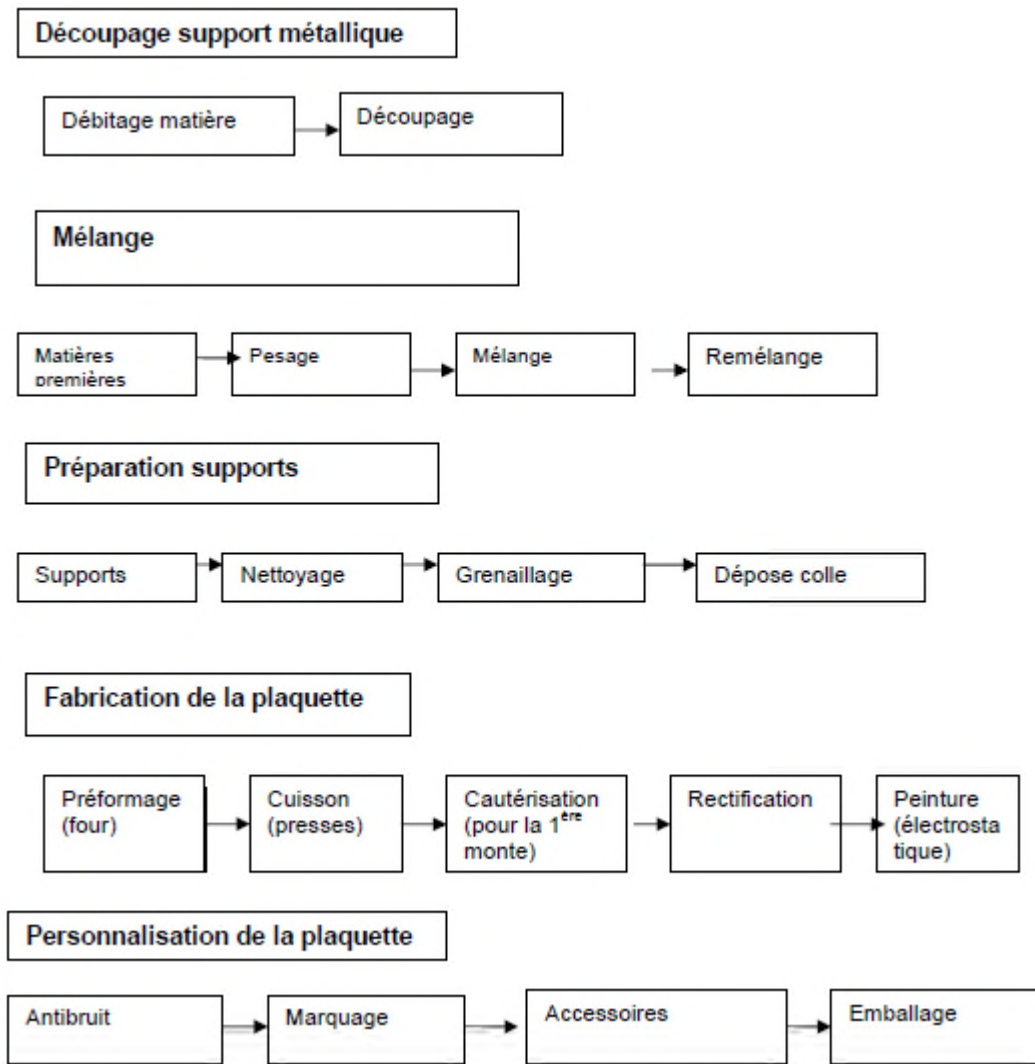 Découpage support métallique
Débitage matière
Découpage
Mélange
Matières
premières
Pesage
Mélange
Remélange
Préparation supports
Supports
Nettoyage
Grenaillage
Dépose colle
Fabrication de la plaquette
Préformage
(four)
Cuisson
(presses)
Cautérisation
(pour la 1ère
monte)
Rectification
Peinture
(électrosta
tique)
Personnalisation de la plaquette
Antibruit
Marquage
Accessoires
Emballage